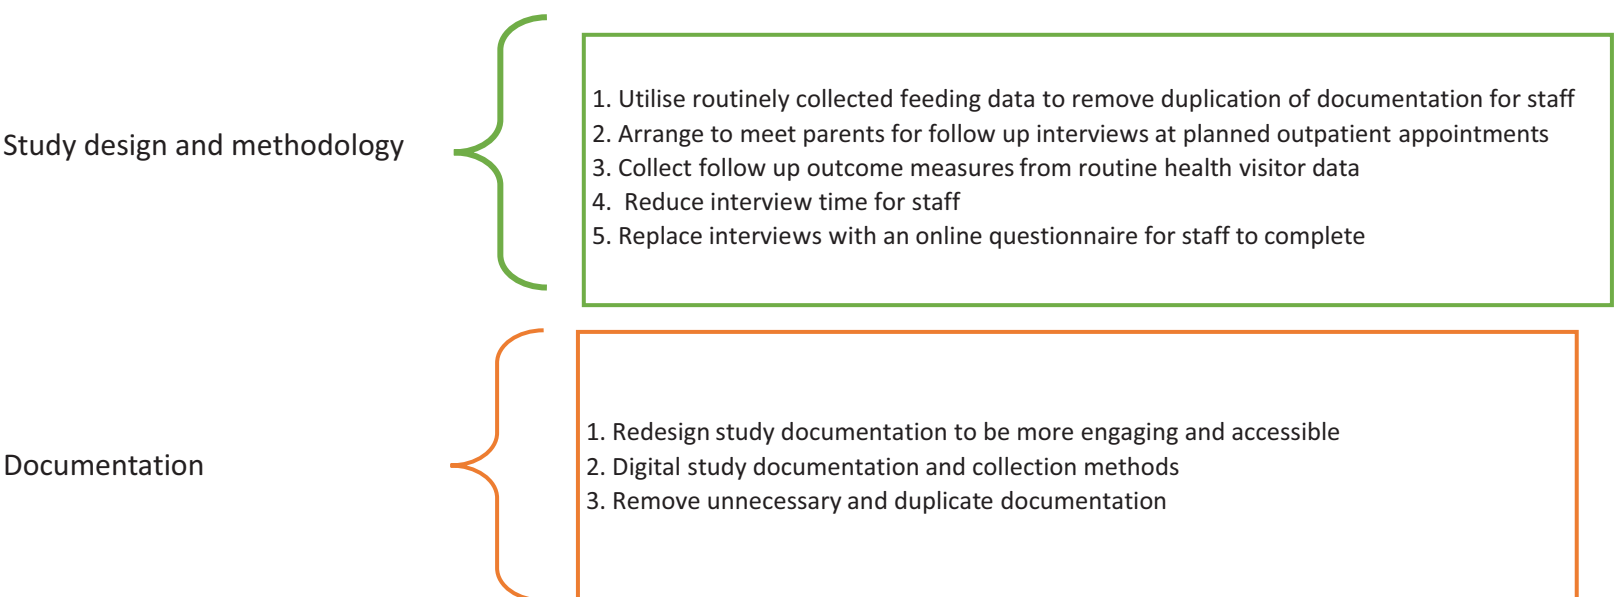 Study design and methodology
1. Utilise routinely collected feeding data to remove duplication of documentation for staff
2. Arrange to meet parents for follow up interviews at planned outpatient appointments
3. Collect follow up outcome measures from routine health visitor data
4. Reduce interview time for staff
5. Replace interviews with an online questionnaire for staff to complete
Documentation
1. Redesign study documentation to be more engaging and accessible
2. Digital study documentation and collection methods
3. Remove unnecessary and duplicate documentation